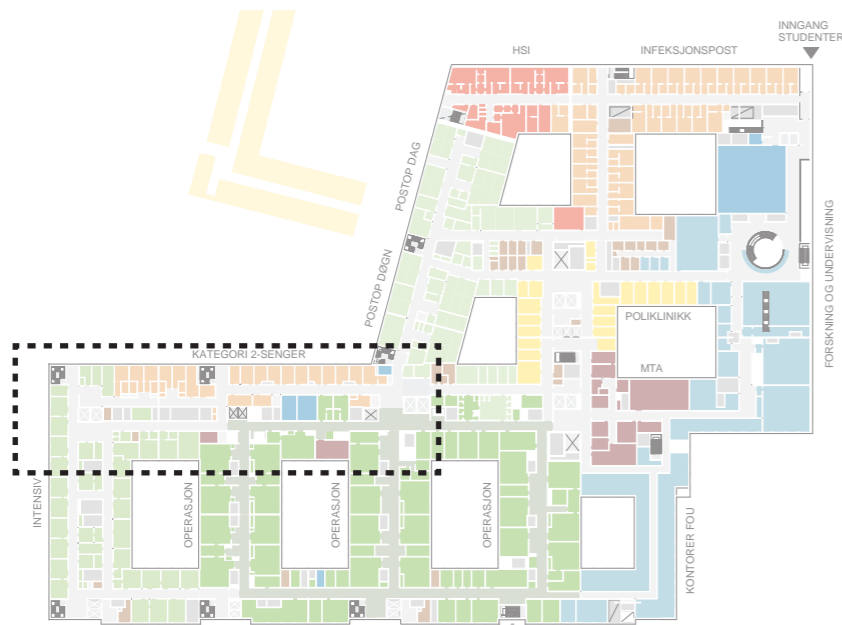 INNGANG
STUDENTER
HSI
INFEKSJONSPOST
POSTOP DAG
POSTOP DØGN
FORSKNING OG UNDERVISNING
POLIKLINIKK
MTA
KATEGORI 2-SENGER
INTENSIV
OPERASJON
OPERASJON
OPERASJON
KONTORER FOU